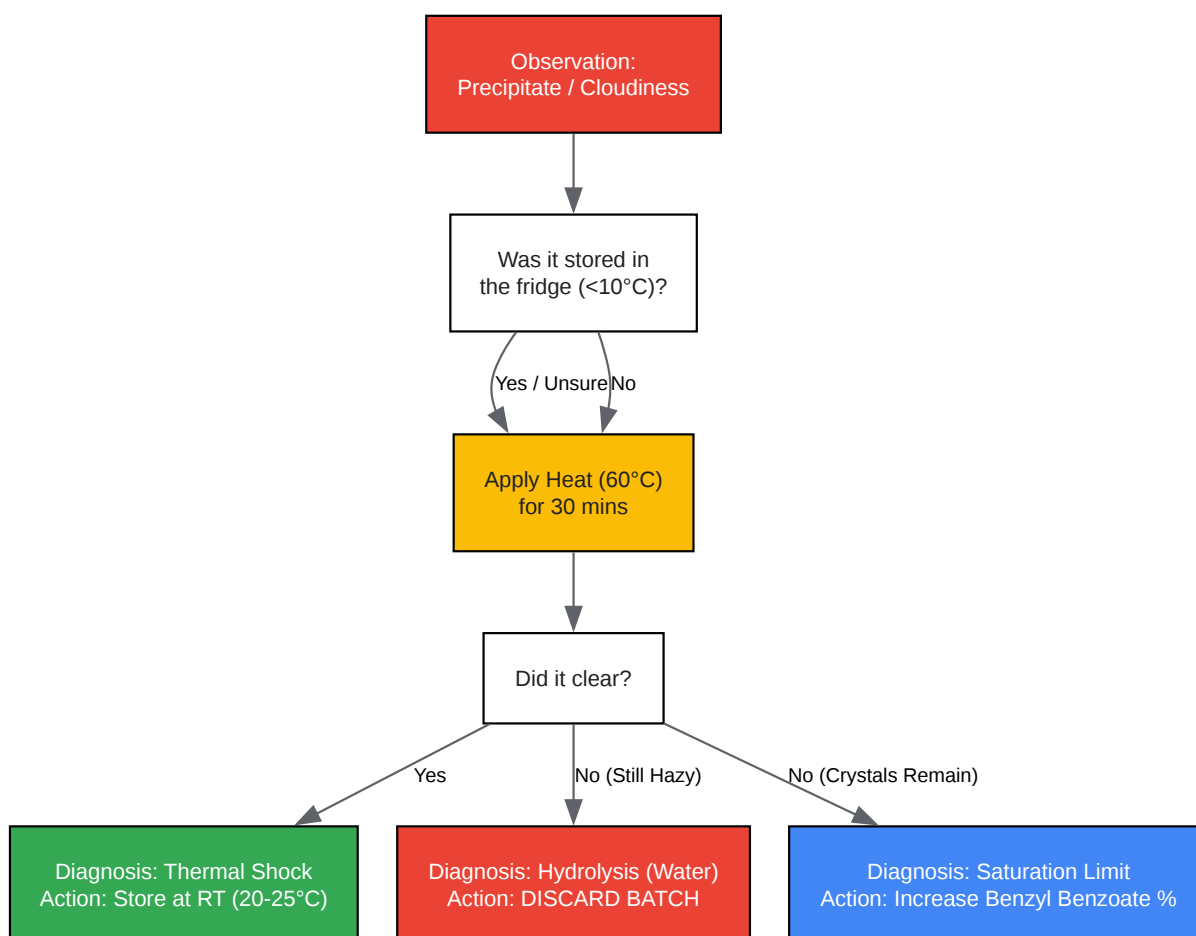 Observation:
Precipitate / Cloudiness
Was it stored in
the fridge (<10°C)?
Yes / Unsure
No
Apply Heat (60°C)
for 30 mins
Did it clear?
Yes
No (Still Hazy)
No (Crystals Remain)
Diagnosis: Thermal Shock
Action: Store at RT (20-25°C)
Diagnosis: Hydrolysis (Water)
Action: DISCARD BATCH
Diagnosis: Saturation Limit
Action: Increase Benzyl Benzoate %